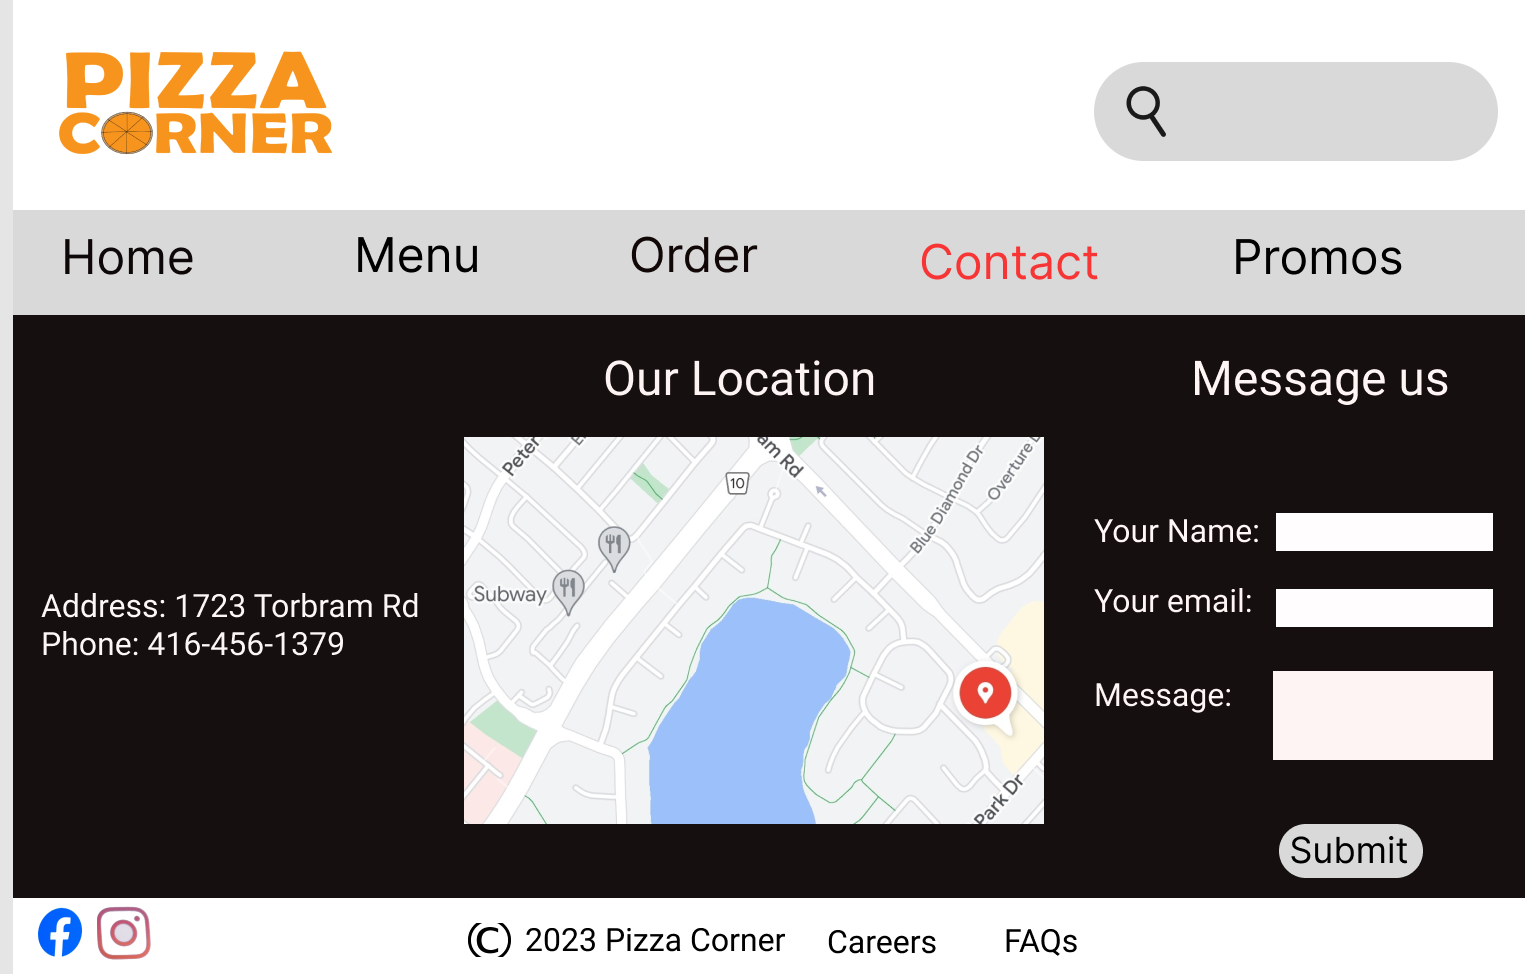 PIZZA
CORNER
Home
Menu
Order
Contact
Promos
Our Location
Message us
Address: 1723 Torbram Rd
Phone: 416-456-1379
Peter
am Rd
10
Blue Diamond Dr
Overture
Subway
Park Dr
Your Name:
Your email:
Message:
Submit
© 2023 Pizza Corner
Careers
FAQs